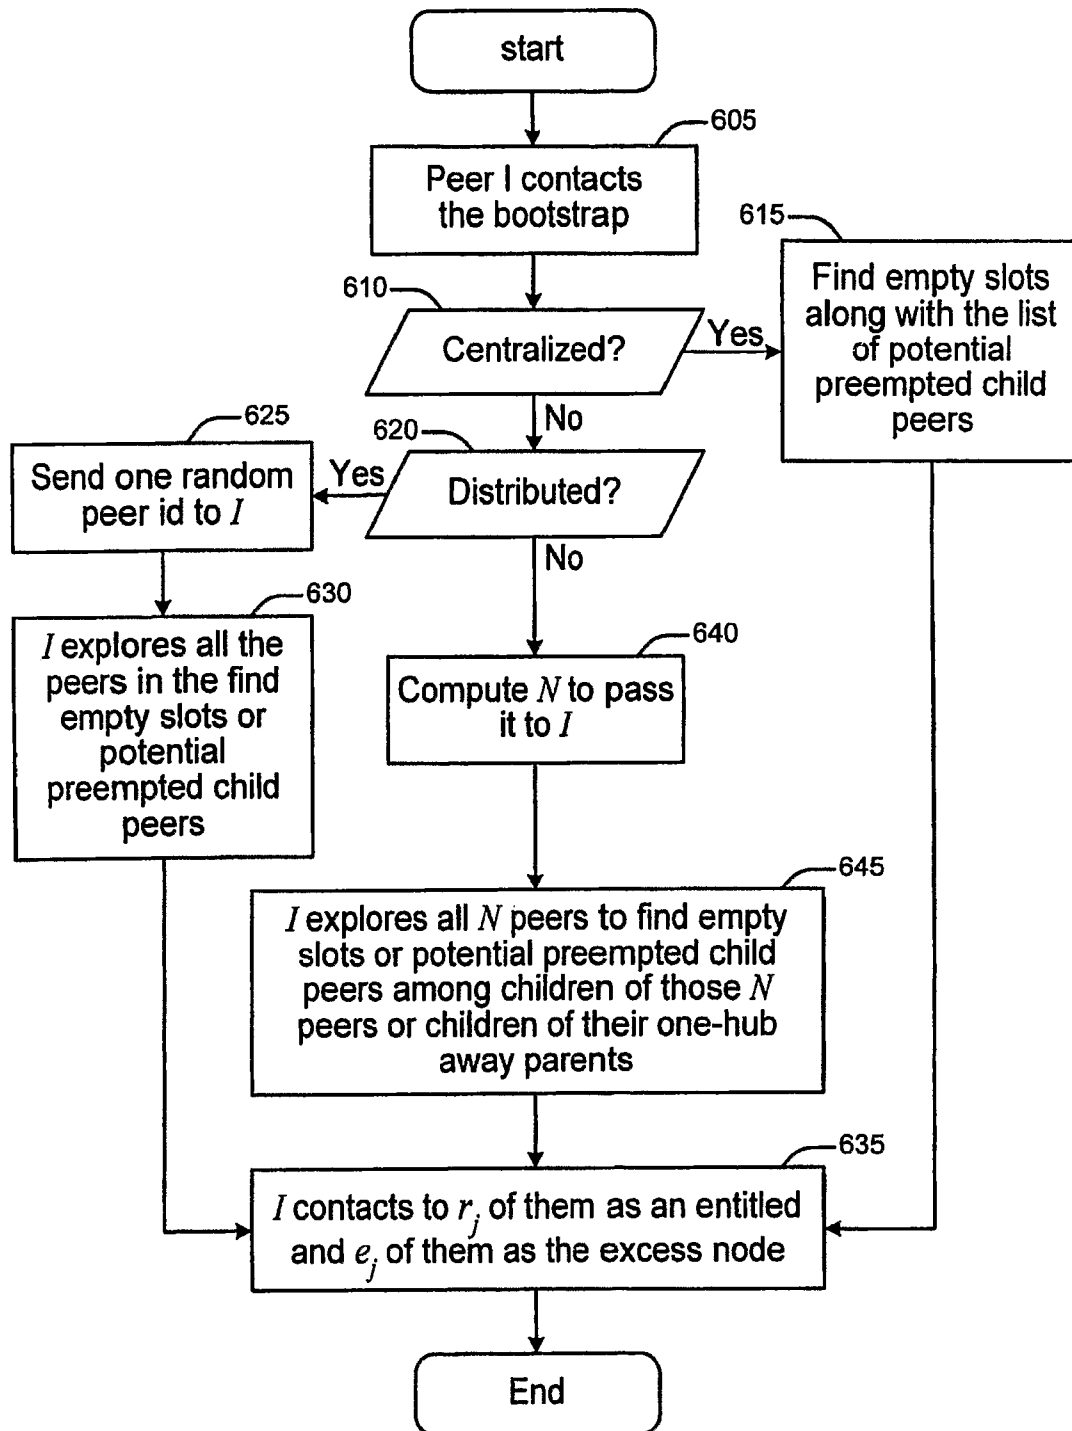 start
605
Peer I contacts
the bootstrap
610
Centralized?
Yes
615
Find empty slots
along with the list
of potential
preempted child
peers
No
620
Distributed?
Yes
625
Send one random
peer id to I
630
I explores all the
peers in the find
empty slots or
potential
preempted child
peers
No
640
Compute N to pass
it to I
645
I explores all N peers to find empty
slots or potential preempted child
peers among children of those N
peers or children of their one-hub
away parents
635
I contacts to r_j of them as an entitled
and e_j of them as the excess node
End